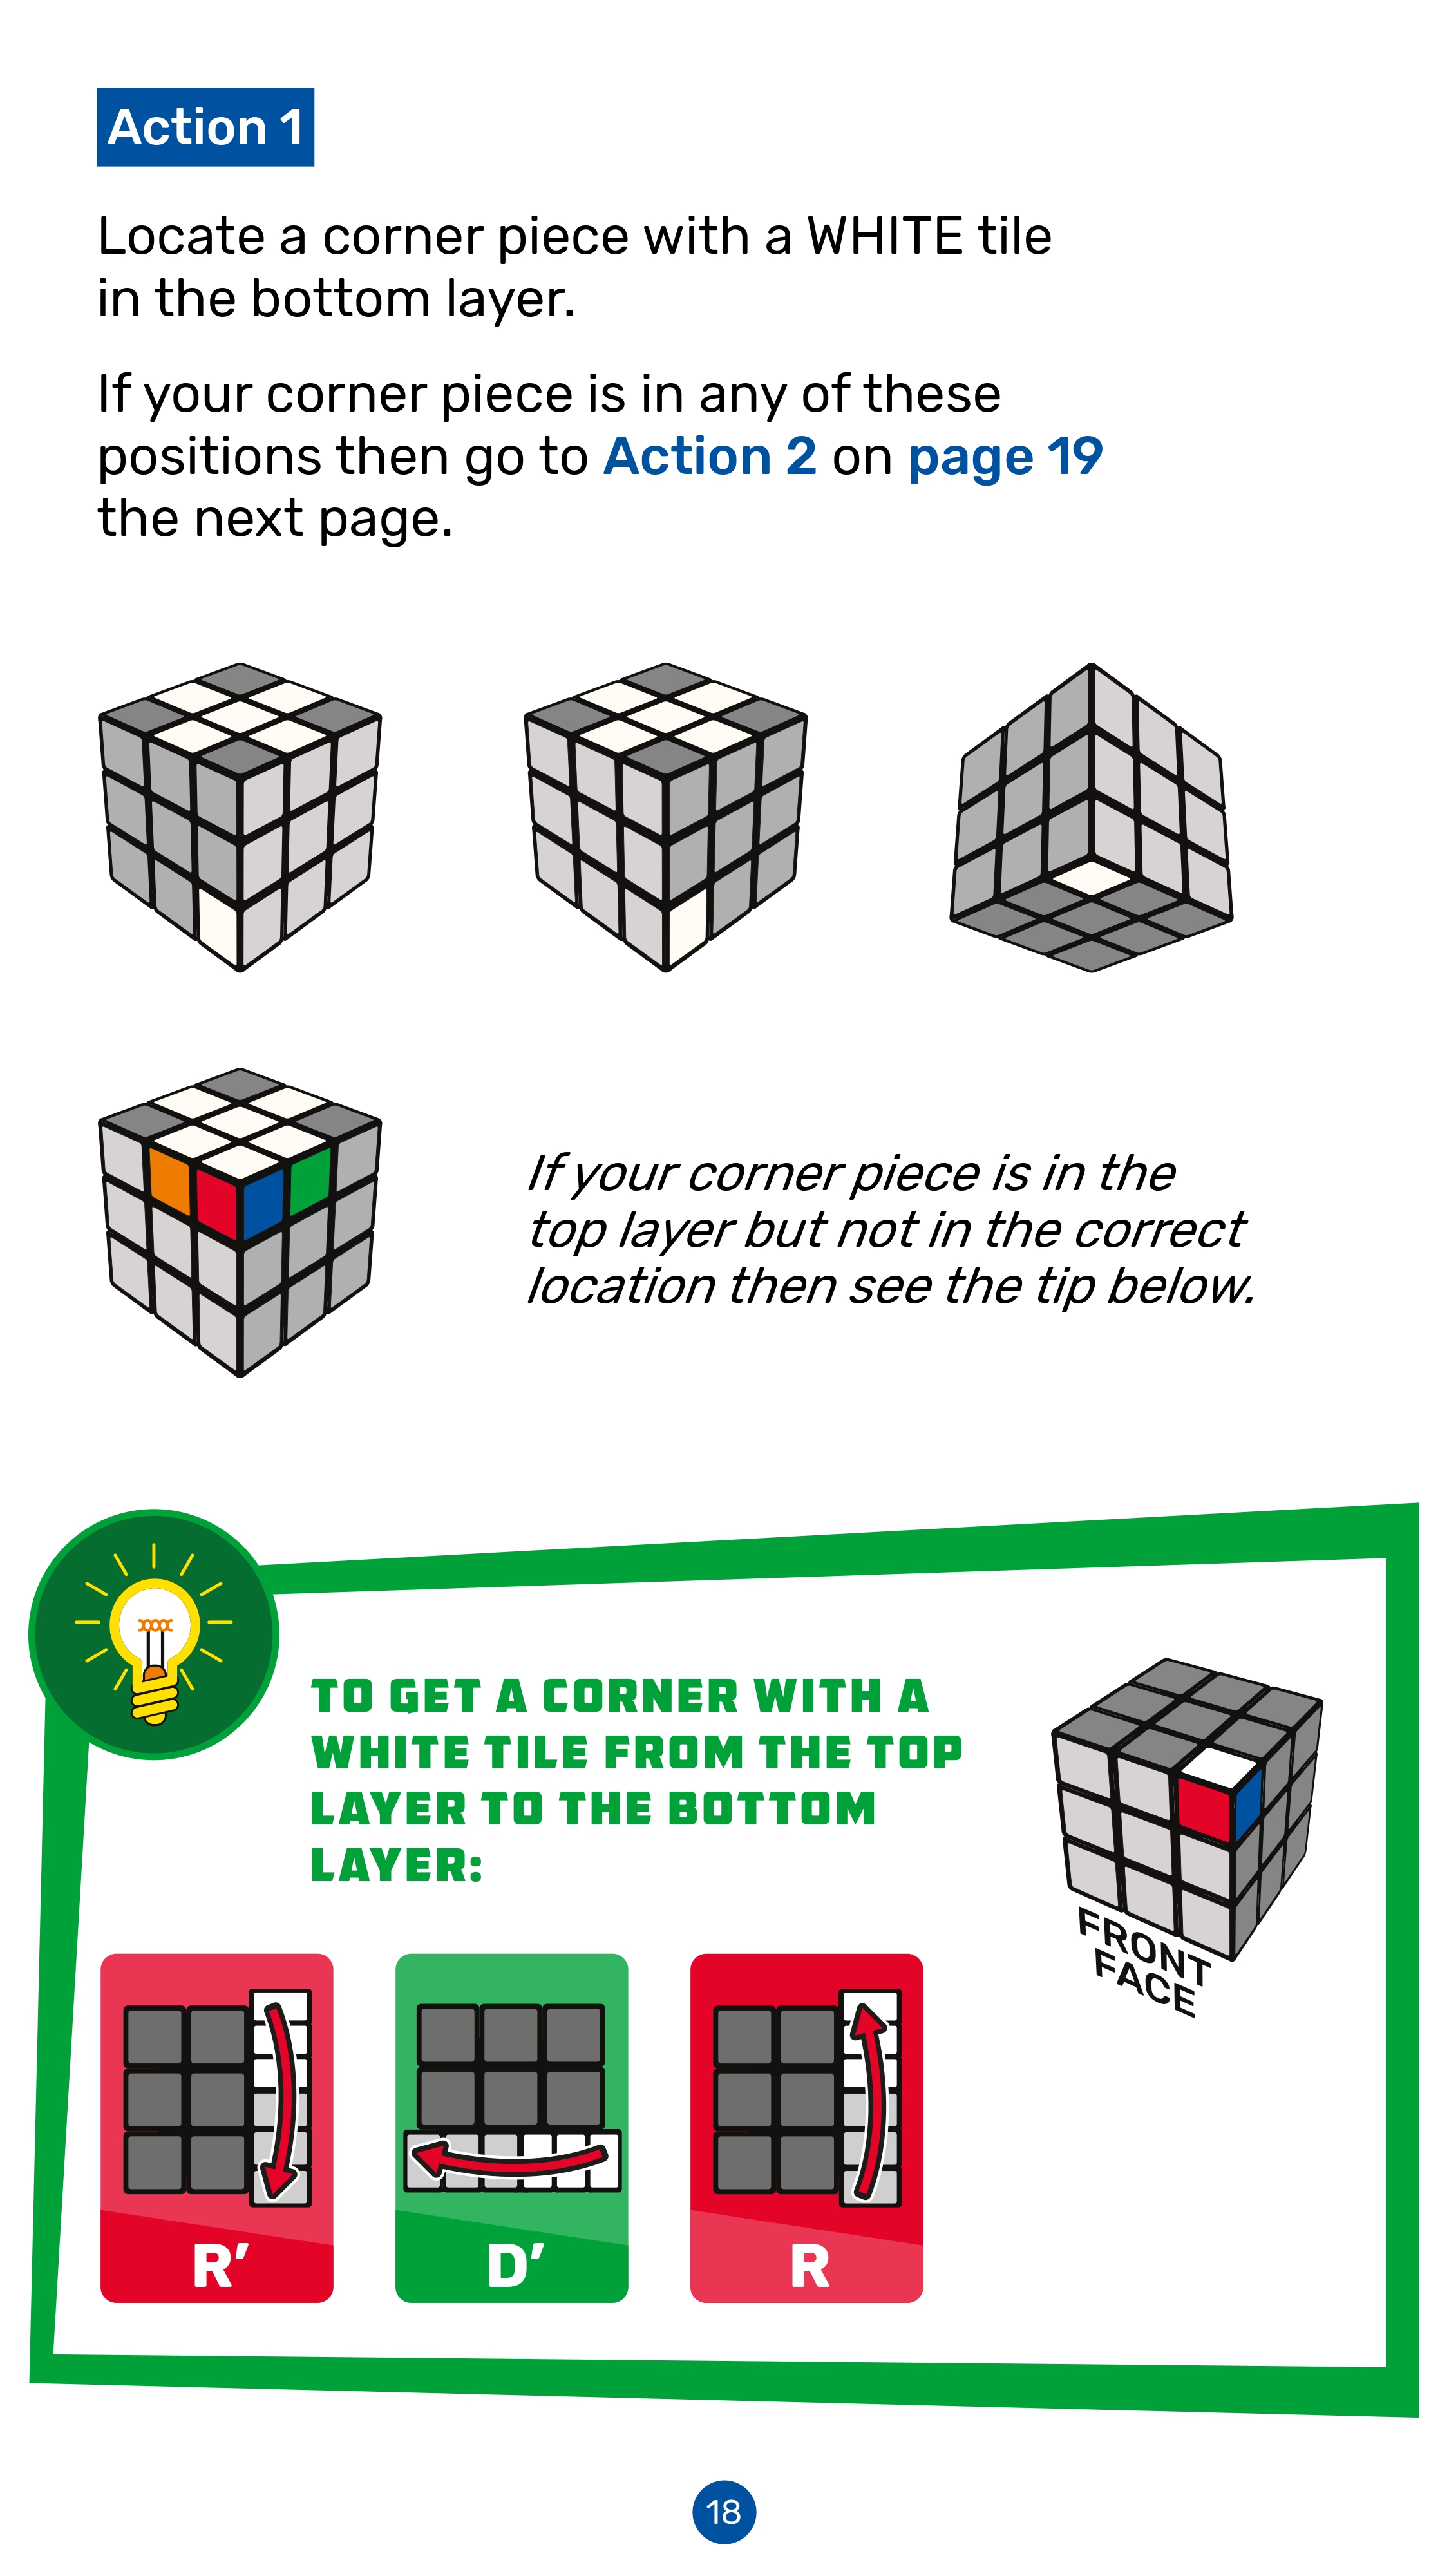 Action 1
Locate a corner piece with a WHITE tile
in the bottom layer.
If your corner piece is in any of these
positions then go to Action 2 on page 19
the next page.
If your corner piece is in the
top layer but not in the correct
location then see the tip below.
TO GET A CORNER WITH A
WHITE TILE FROM THE TOP
LAYER TO THE BOTTOM
LAYER:
FRONT
FACE
R’
D’
R
18